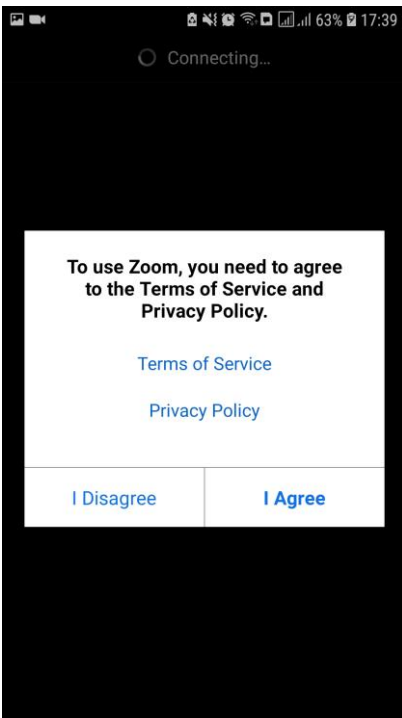 63% 17:39
Connecting...
To use Zoom, you need to agree
to the Terms of Service and
Privacy Policy.
Terms of Service
Privacy Policy
I Disagree I Agree